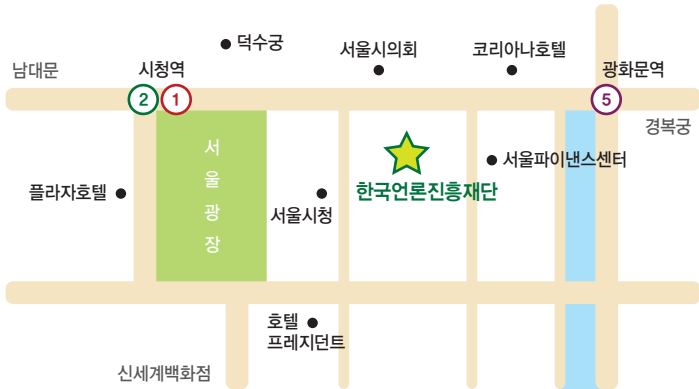 덕수궁
서울시의회
코리아나호텔
남대문
시청역
광화문역
2
1
5
경복궁
서
울
광
장
서울파이낸스센터
플라자호텔
한국언론진흥재단
서울시청
호텔
프레지던트
신세계백화점